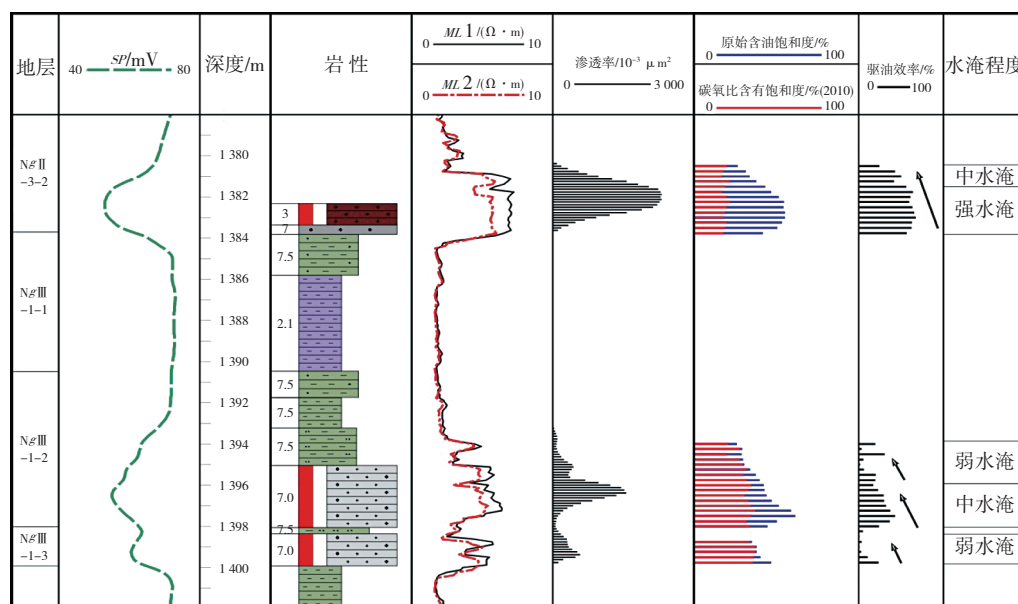 地层
SP/mV
40 80
深度/m
岩性
ML 1/(Ω·m)
0 10
ML 2/(Ω·m)
0 10
渗透率/10⁻³ μm²
0 3 000
原始含油饱和度/%
0 100
碳氧比含有饱和度/%(2010)
0 100
驱油效率/%
0 100
水淹程度
NgⅡ
-3-2
NgⅢ
-1-1
NgⅢ
-1-2
NgⅢ
-1-3
1 380
1 382
1 384
1 386
1 388
1 390
1 392
1 394
1 396
1 398
1 400
3
7
7.5
2.1
7.5
7.5
7.5
7.0
7.5
7.0
中水淹
强水淹
弱水淹
中水淹
弱水淹